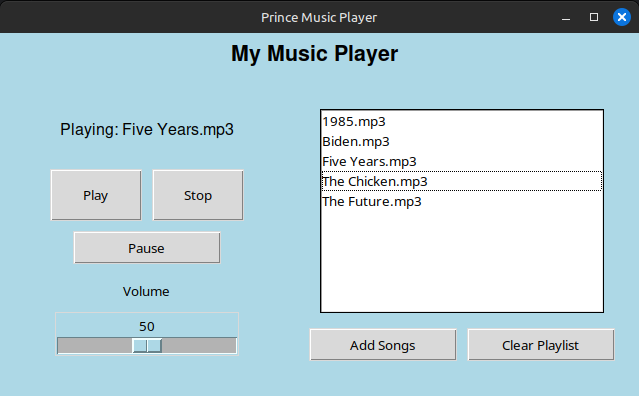 Prince Music Player
My Music Player
Playing: Five Years.mp3
Play
Stop
Pause
Volume
50
1985.mp3
Biden.mp3
Five Years.mp3
The Chicken.mp3
The Future.mp3
Add Songs
Clear Playlist